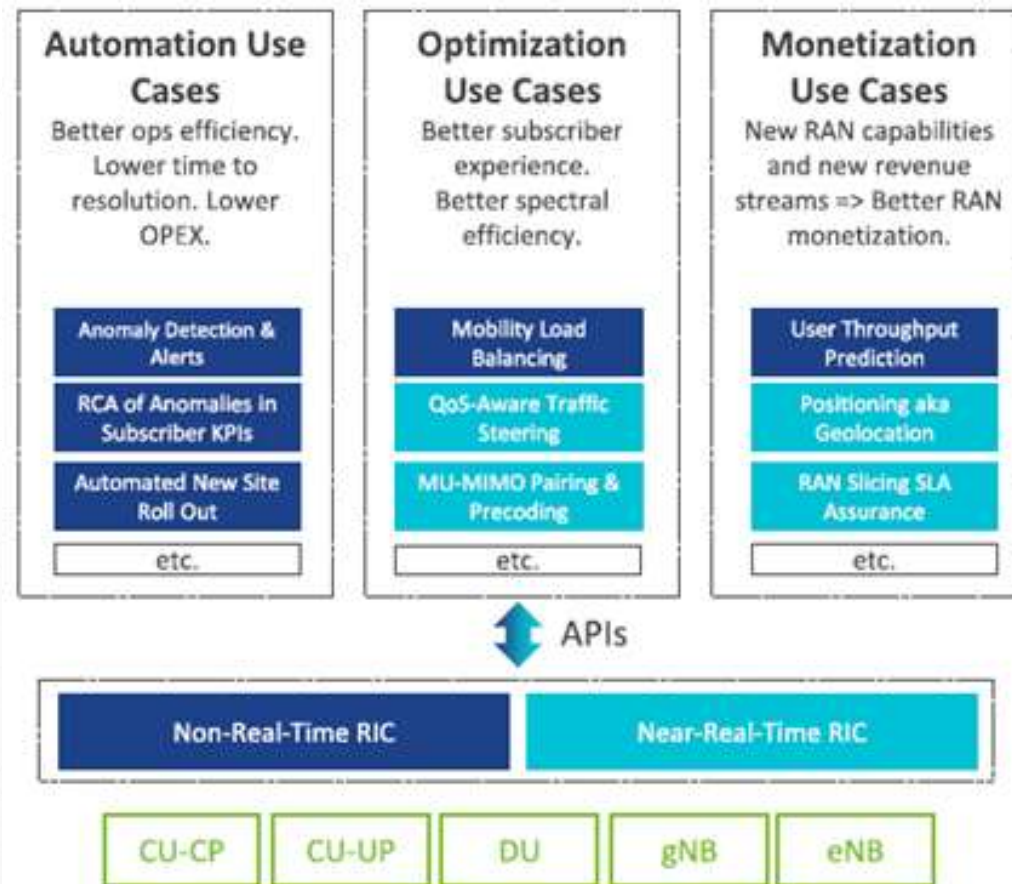 Automation Use
Cases
Better ops efficiency.
Lower time to
resolution. Lower
OPEX.
Anomaly Detection &
Alerts
RCA of Anomalies in
Subscriber KPIs
Automated New Site
Roll Out
etc.
Optimization
Use Cases
Better subscriber
experience.
Better spectral
efficiency.
Mobility Load
Balancing
QoS-Aware Traffic
Steering
MU-MIMO Pairing &
Precoding
etc.
Monetization
Use Cases
New RAN capabilities
and new revenue
streams => Better RAN
monetization.
User Throughput
Prediction
Positioning aka
Geolocation
RAN Slicing SLA
Assurance
etc.
APIs
Non-Real-Time RIC
Near-Real-Time RIC
CU-CP
CU-UP
DU
gNB
eNB